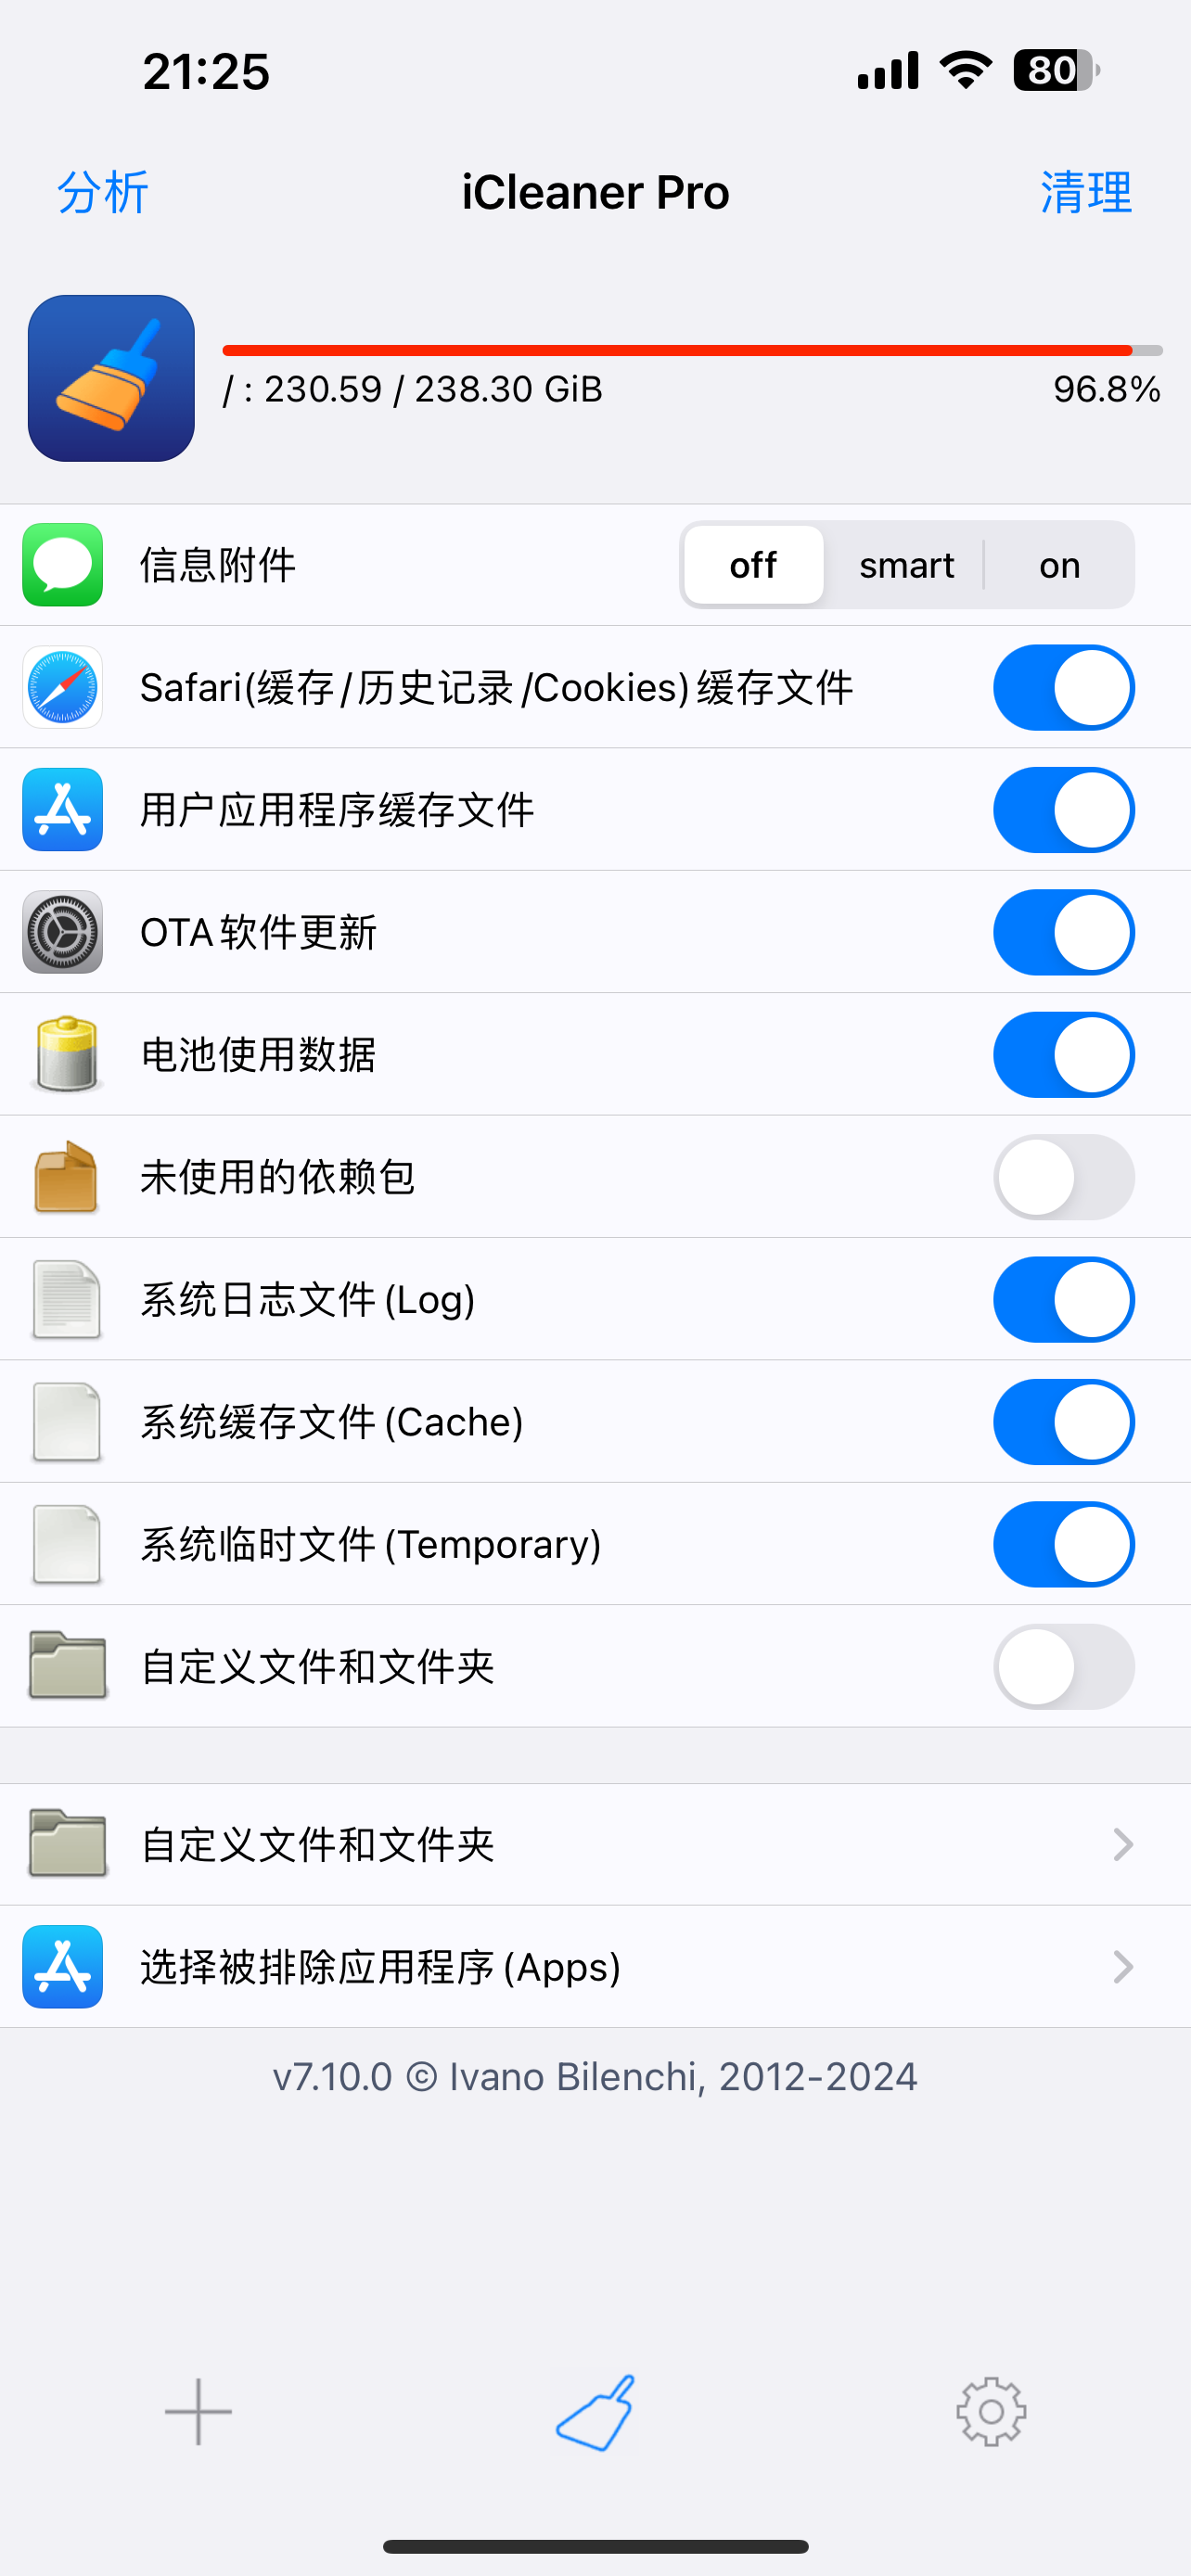 21:25
80
分析
iCleaner Pro
清理
/ : 230.59 / 238.30 GiB
96.8%
信息附件
off
smart
on
Safari(缓存/历史记录/Cookies)缓存文件
用户应用程序缓存文件
OTA软件更新
电池使用数据
未使用的依赖包
系统日志文件(Log)
系统缓存文件(Cache)
系统临时文件(Temporary)
自定义文件和文件夹
自定义文件和文件夹
选择被排除应用程序(Apps)
v7.10.0 © Ivano Bilenchi, 2012-2024